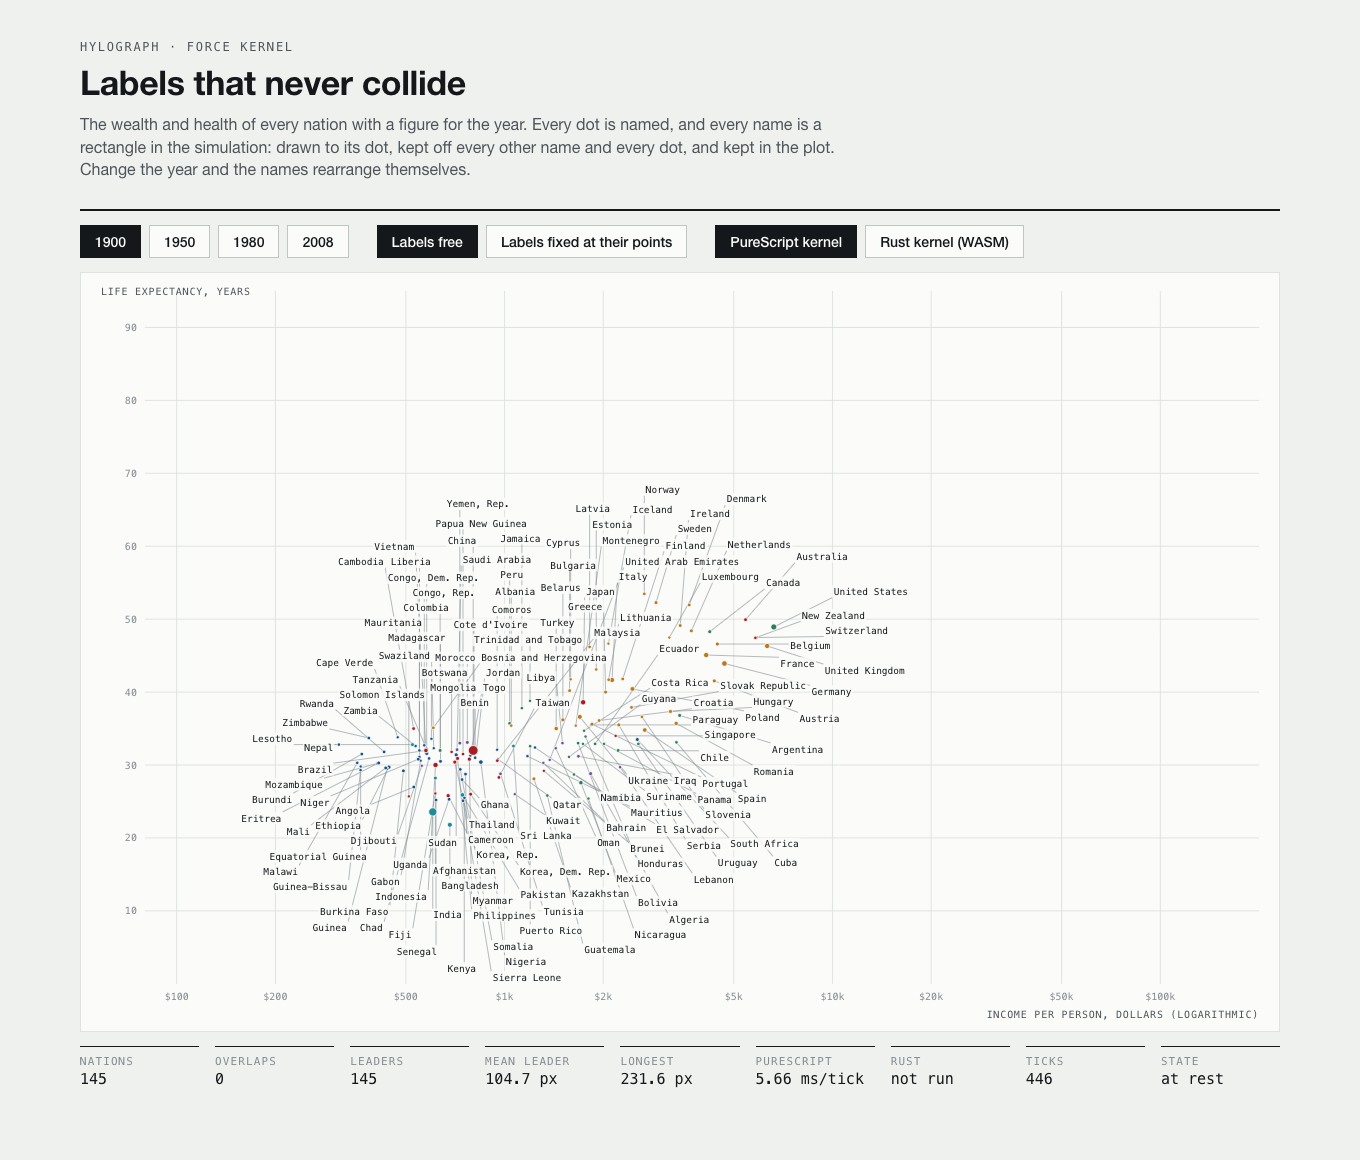 HYLOGRAPH · FORCE KERNEL
Labels that never collide
The wealth and health of every nation with a figure for the year. Every dot is named, and every name is a
rectangle in the simulation: drawn to its dot, kept off every other name and every dot, and kept in the plot.
Change the year and the names rearrange themselves.
1900 1950 1980 2008 Labels free Labels fixed at their points PureScript kernel Rust kernel (WASM)
LIFE EXPECTANCY, YEARS
90
80
70
Norway
Denmark
Yemen, Rep.
Latvia Iceland
Ireland
Papua New Guinea Estonia
Sweden
China Jamaica Cyprus Montenegro
Vietnam 60 Finland Netherlands
Australia
Cambodia Liberia Saudi Arabia Bulgaria United Arab Emirates
Congo, Dem. Rep. Peru Italy Luxembourg
Canada
Congo, Rep. Albania Belarus Japan United States
Colombia Comoros Greece
50 Mauritania Cote d'Ivoire Turkey Lithuania New Zealand
Madagascar Trinidad and Tobago Malaysia Switzerland
Swaziland Morocco Bosnia and Herzegovina Ecuador Belgium
Cape Verde France
Tanzania Botswana Jordan Libya United Kingdom
Solomon Islands Mongolia Togo Costa Rica Slovak Republic Germany
40
Rwanda Zambia Benin Taiwan Guyana Croatia Hungary
Zimbabwe Paraguay Poland Austria
Lesotho Singapore
Nepal Argentina
Chile
30 Brazil Romania
Mozambique Ukraine Iraq Portugal
Burundi Niger Angola Ghana Qatar Namibia Suriname Panama Spain
Eritrea Ethiopia Thailand Kuwait Mauritius Slovenia
Mali Bahrain El Salvador
20 Djibouti Sudan Cameroon Sri Lanka Oman Brunei Serbia South Africa
Equatorial Guinea Korea, Rep. Honduras Uruguay Cuba
Malawi Uganda Afghanistan Korea, Dem. Rep. Mexico Lebanon
Guinea-Bissau Gabon Bangladesh
Indonesia Myanmar Pakistan Kazakhstan Bolivia
10 Burkina Faso India Philippines Tunisia Algeria
Guinea Chad Fiji Puerto Rico Nicaragua
Senegal Somalia Guatemala
Kenya Nigeria
Sierra Leone
$100 $200 $500 $1k $2k $5k $10k $20k $50k $100k
INCOME PER PERSON, DOLLARS (LOGARITHMIC)
NATIONS OVERLAPS LEADERS MEAN LEADER LONGEST PURESCRIPT RUST TICKS STATE
145 0 145 104.7 px 231.6 px 5.66 ms/tick not run 446 at rest